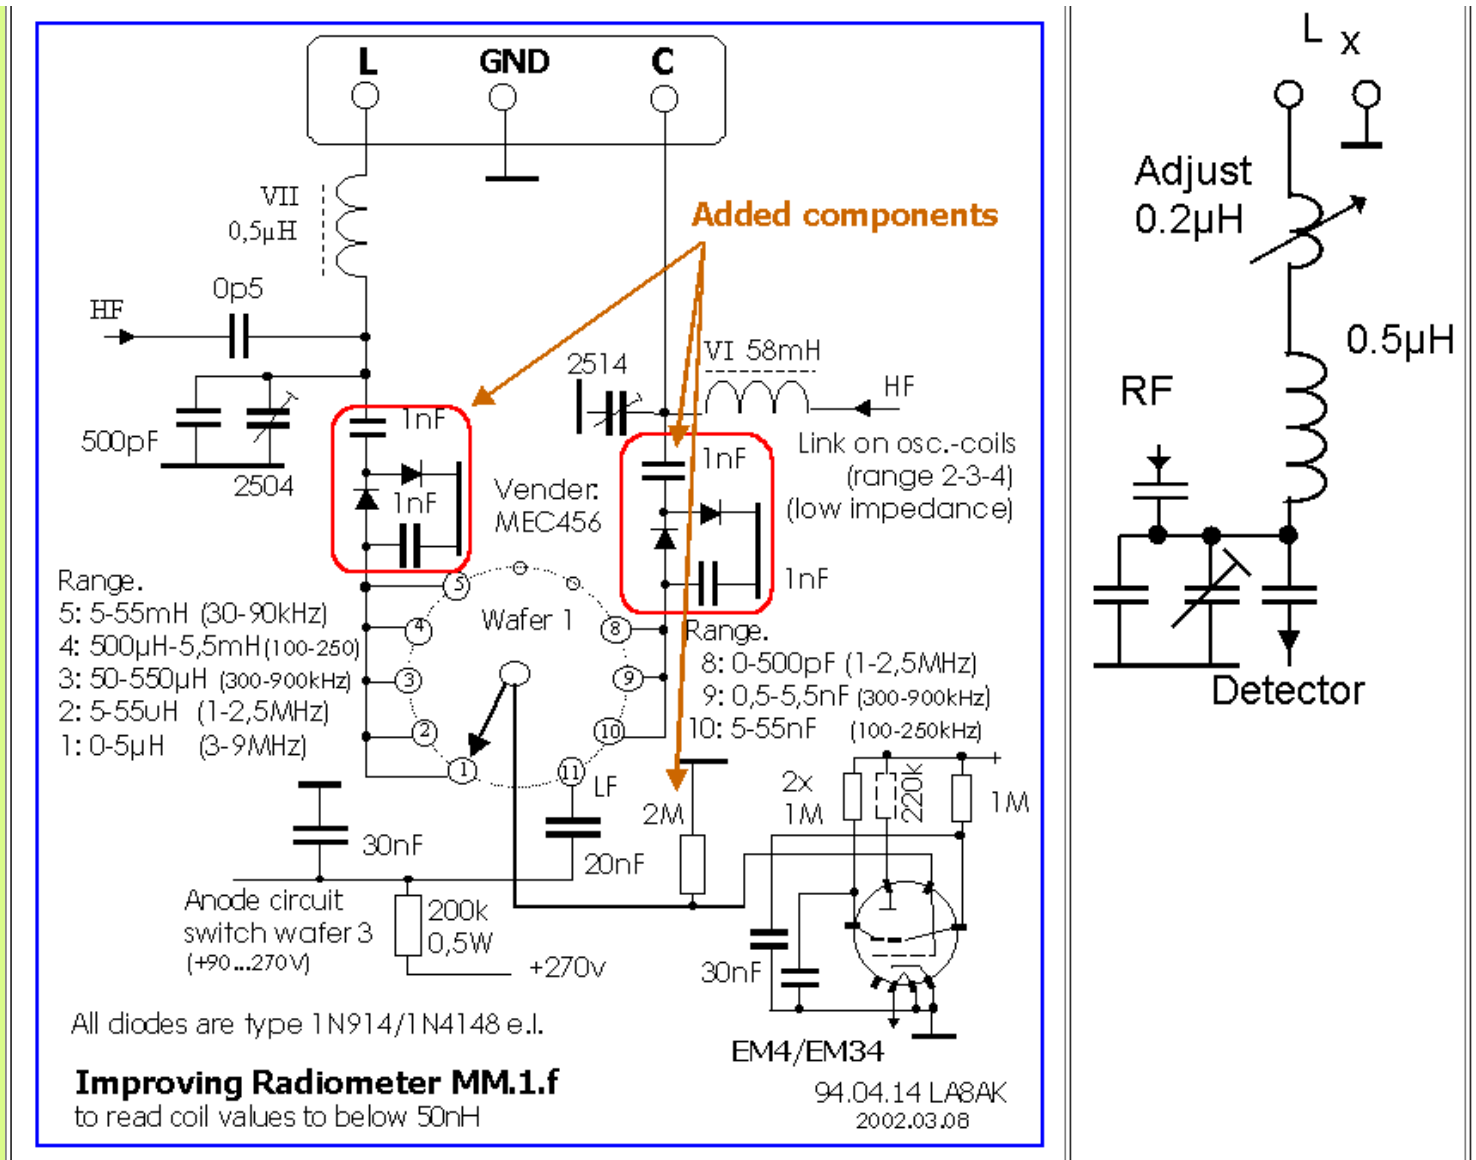 L GND C
VII
0,5µH
Added components
0p5
HF
2514
VI 58mH
HF
1nF
500pF
2504
1nF
Vender:
MEC456
1nF
Link on osc.-coils
(range 2-3-4)
(low impedance)
1nF
Range.
5: 5-55mH (30-90kHz)
4: 500µH-5,5mH (100-250)
3: 50-550µH (300-900kHz)
2: 5-55uH (1-2,5MHz)
1: 0-5µH (3-9MHz)
Wafer 1
5
4
3
2
1
8
9
10
11
LF
Range.
8: 0-500pF (1-2,5MHz)
9: 0,5-5,5nF (300-900kHz)
10: 5-55nF (100-250kHz)
30nF
20nF
2M
2x
1M
220k
+
1M
Anode circuit
switch wafer 3
(+90...270V)
200k
0,5W
+270v
30nF
All diodes are type 1N914/1N4148 e.l.
EM4/EM34
Improving Radiometer MM.1.f
to read coil values to below 50nH
94.04.14 LA8AK
2002.03.08
L X
Adjust
0.2µH
0.5µH
RF
Detector